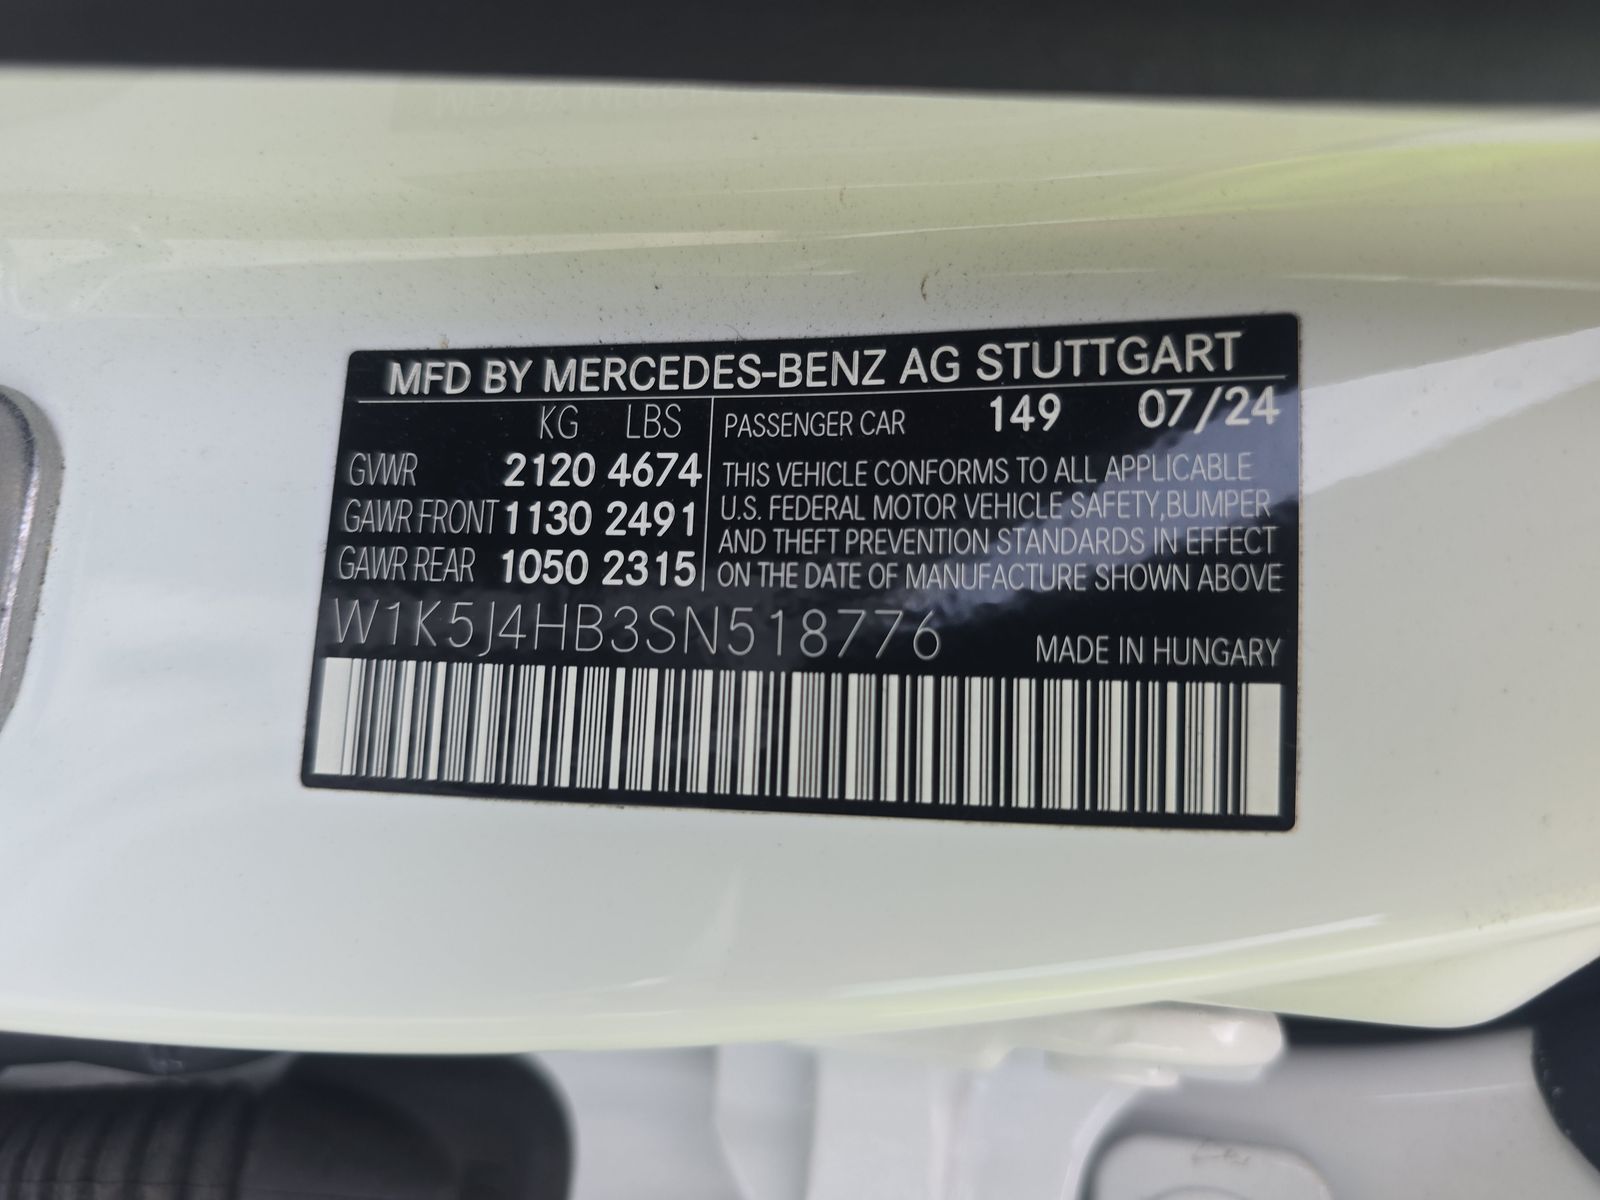 MFD BY MERCEDES-BENZ AG STUTTGART
KG LBS
GVWR 2120 4674
GAWR FRONT 1130 2491
GAWR REAR 1050 2315
PASSENGER CAR 149 07/24
THIS VEHICLE CONFORMS TO ALL APPLICABLE
U.S. FEDERAL MOTOR VEHICLE SAFETY,BUMPER
AND THEFT PREVENTION STANDARDS IN EFFECT
ON THE DATE OF MANUFACTURE SHOWN ABOVE
W1K5J4HB3SN518776
MADE IN HUNGARY